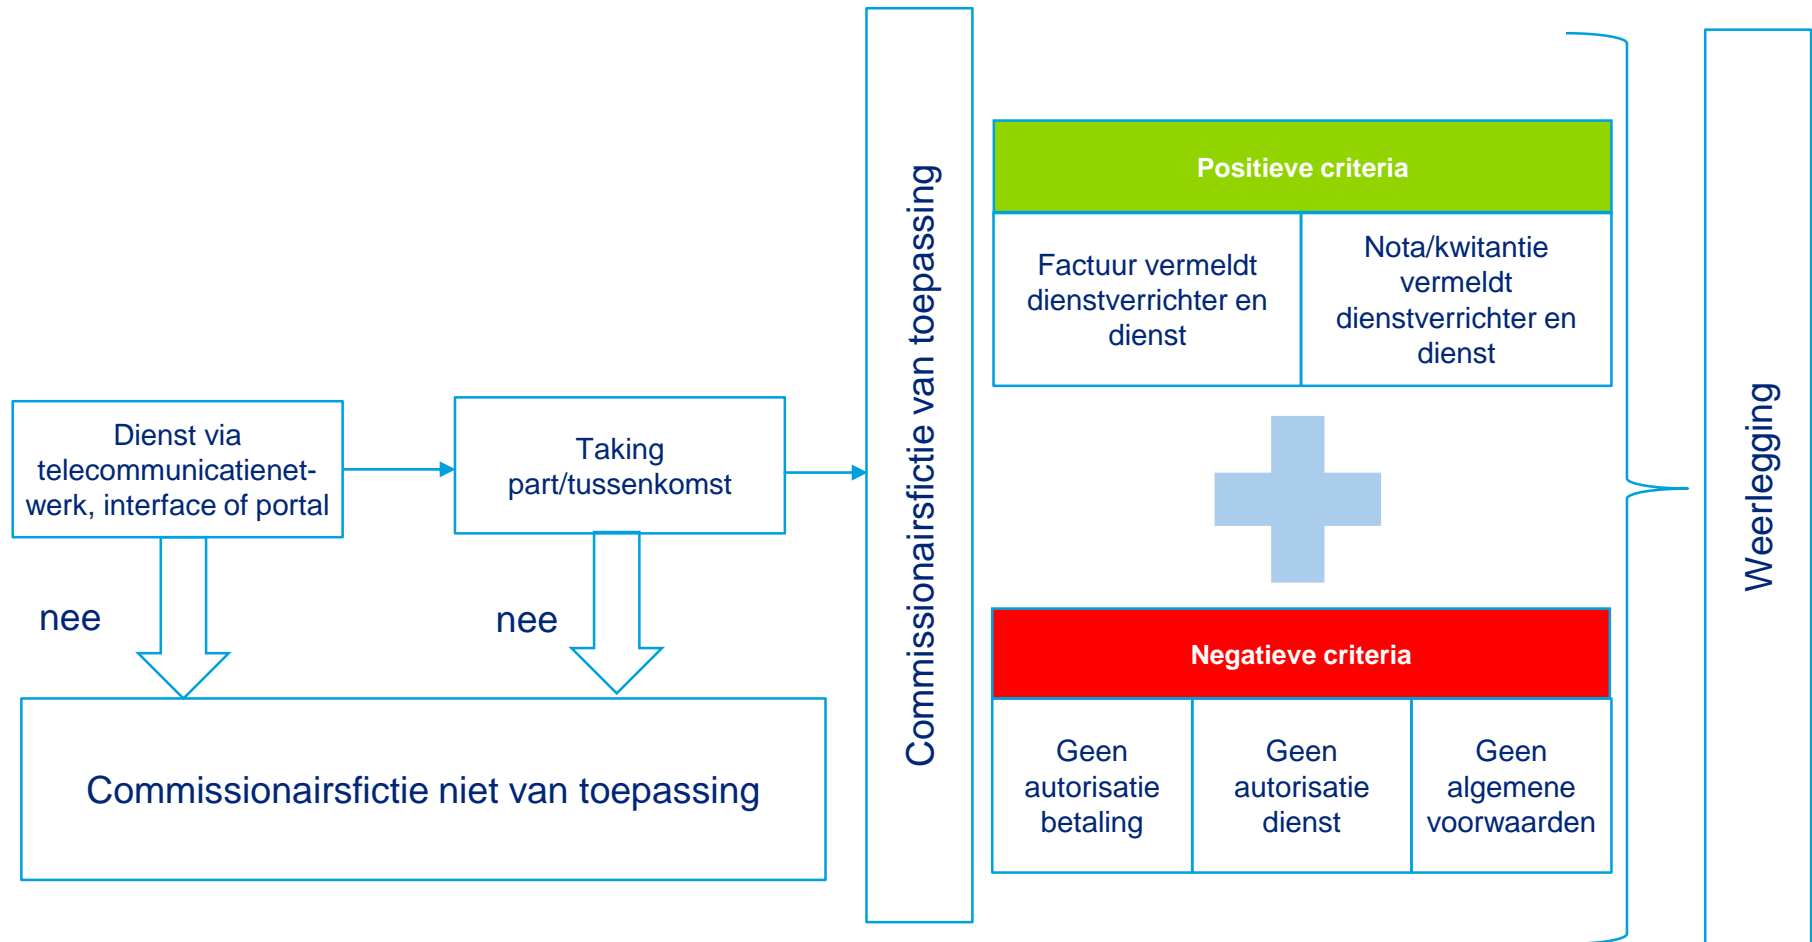 Dienst via
telecommunicatienet-
werk, interface of portal
nee
Taking
part/tussenkomst
nee
Commissionairsfictie niet van toepassing
Commissionairsfictie van toepassing
Positieve criteria
Factuur vermeldt
dienstverrichter en
dienst
Nota/kwitantie
vermeldt
dienstverrichter en
dienst
Negatieve criteria
Geen
autorisatie
betaling
Geen
autorisatie
dienst
Geen
algemene
voorwaarden
Weerlegging